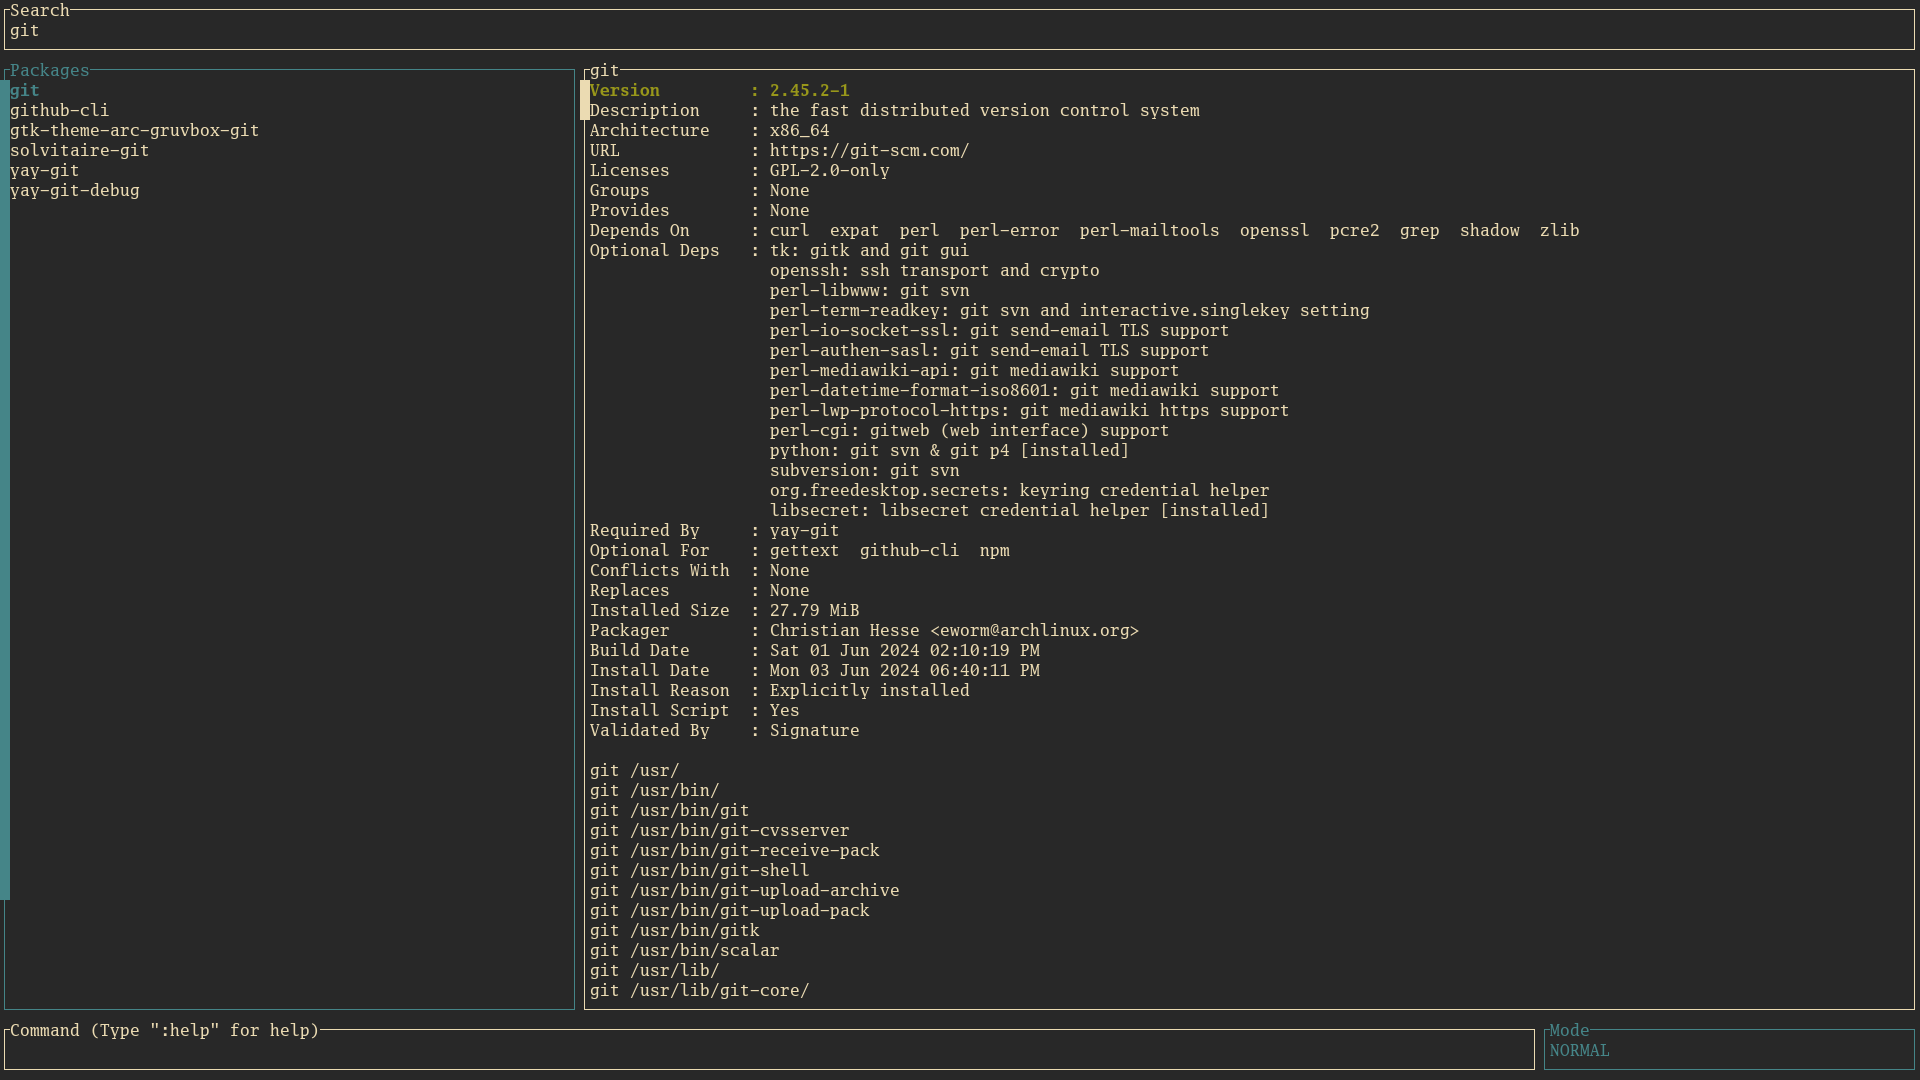 Search
git
Packages
git
github-cli
gtk-theme-arc-gruvbox-git
solvitaire-git
yay-git
yay-git-debug
git
Version         : 2.45.2-1
Description     : the fast distributed version control system
Architecture    : x86_64
URL             : https://git-scm.com/
Licenses        : GPL-2.0-only
Groups          : None
Provides        : None
Depends On      : curl  expat  perl  perl-error  perl-mailtools  openssl  pcre2  grep  shadow  zlib
Optional Deps   : tk: gitk and git gui
                  openssh: ssh transport and crypto
                  perl-libwww: git svn
                  perl-term-readkey: git svn and interactive.singlekey setting
                  perl-io-socket-ssl: git send-email TLS support
                  perl-authen-sasl: git send-email TLS support
                  perl-mediawiki-api: git mediawiki support
                  perl-datetime-format-iso8601: git mediawiki support
                  perl-lwp-protocol-https: git mediawiki https support
                  perl-cgi: gitweb (web interface) support
                  python: git svn & git p4 [installed]
                  subversion: git svn
                  org.freedesktop.secrets: keyring credential helper
                  libsecret: libsecret credential helper [installed]
Required By     : yay-git
Optional For    : gettext  github-cli  npm
Conflicts With  : None
Replaces        : None
Installed Size  : 27.79 MiB
Packager        : Christian Hesse <eworm@archlinux.org>
Build Date      : Sat 01 Jun 2024 02:10:19 PM
Install Date    : Mon 03 Jun 2024 06:40:11 PM
Install Reason  : Explicitly installed
Install Script  : Yes
Validated By    : Signature
git /usr/
git /usr/bin/
git /usr/bin/git
git /usr/bin/git-cvsserver
git /usr/bin/git-receive-pack
git /usr/bin/git-shell
git /usr/bin/git-upload-archive
git /usr/bin/git-upload-pack
git /usr/bin/gitk
git /usr/bin/scalar
git /usr/lib/
git /usr/lib/git-core/
Command (Type ":help" for help)
Mode
NORMAL